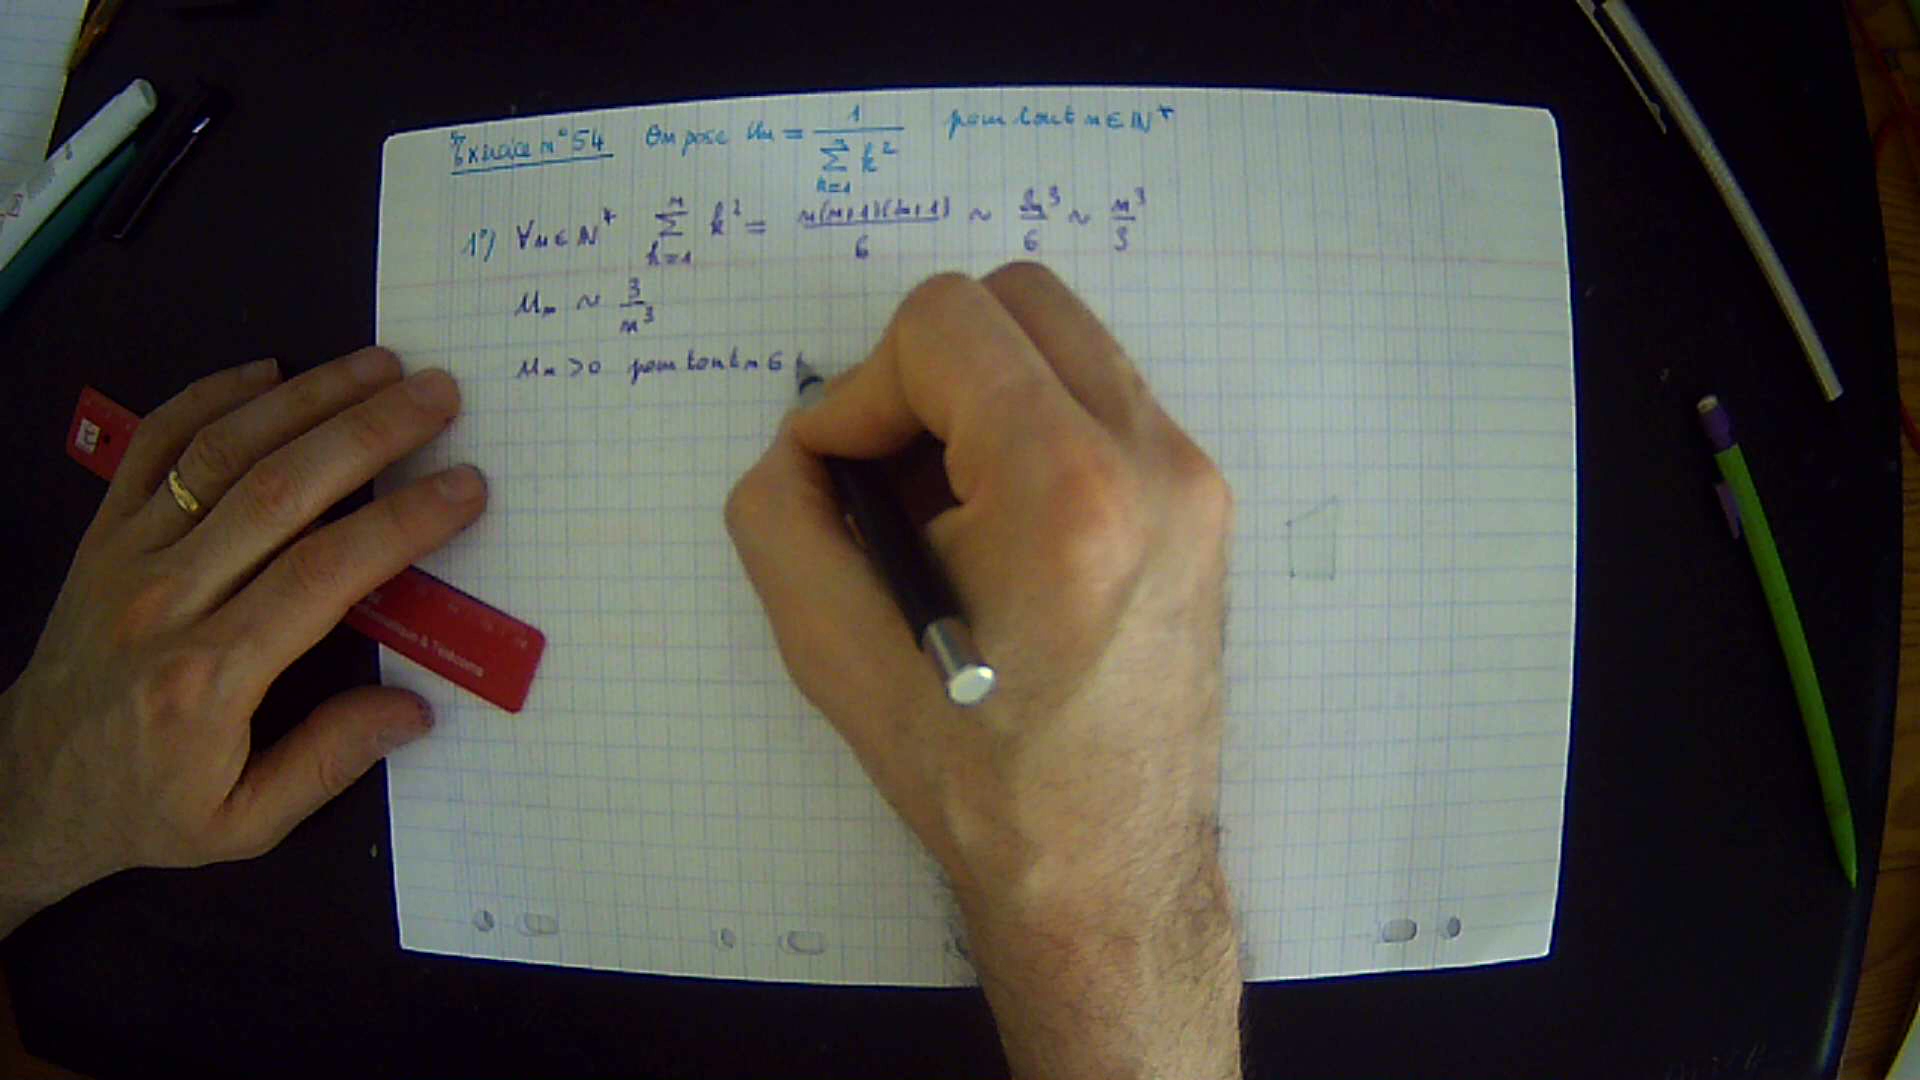 Exercice n°54 On pose Un = 1 / ∑_{k=1}^{n} k² pour tout n ∈ ℕ*
1°) ∀n ∈ ℕ* ∑_{k=1}^{n} k² = n(n+1)(2n+1) / 6 ~ 2n³ / 6 ~ n³ / 3
un ~ 3 / n³
un > 0 pour tout n ∈